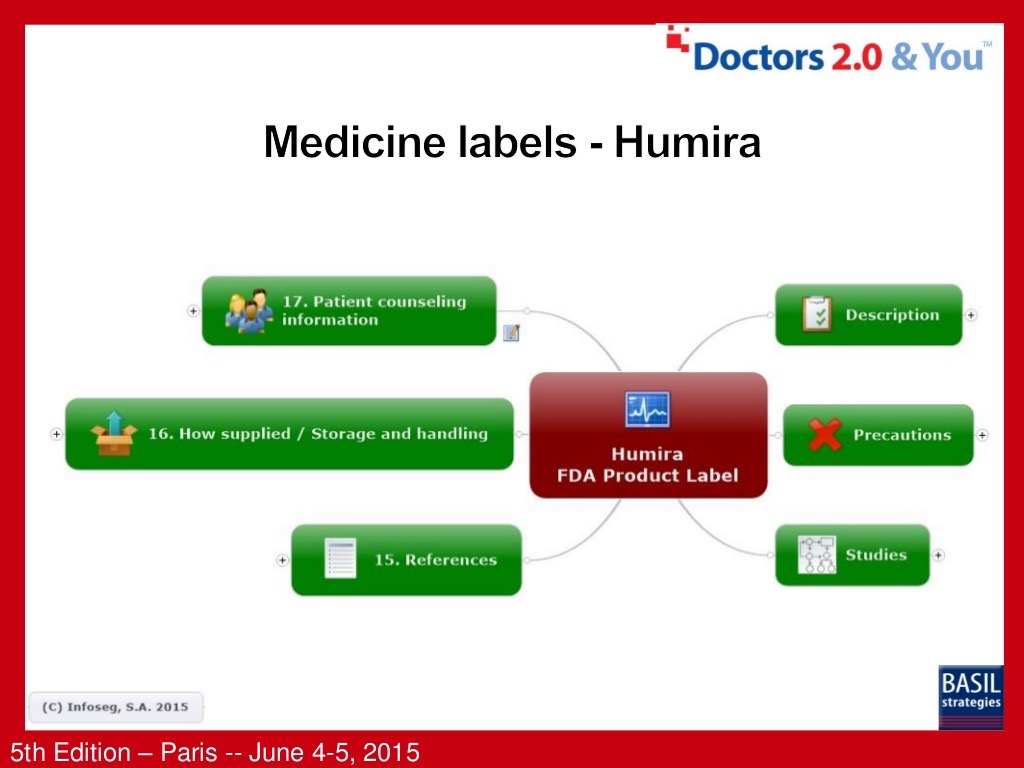 Doctors 2.0 & You™
Medicine labels - Humira
17. Patient counseling
information
16. How supplied / Storage and handling
15. References
Humira
FDA Product Label
Description
Precautions
Studies
(C) Infoseg, S.A. 2015
BASIL
strategies
5th Edition – Paris -- June 4-5, 2015